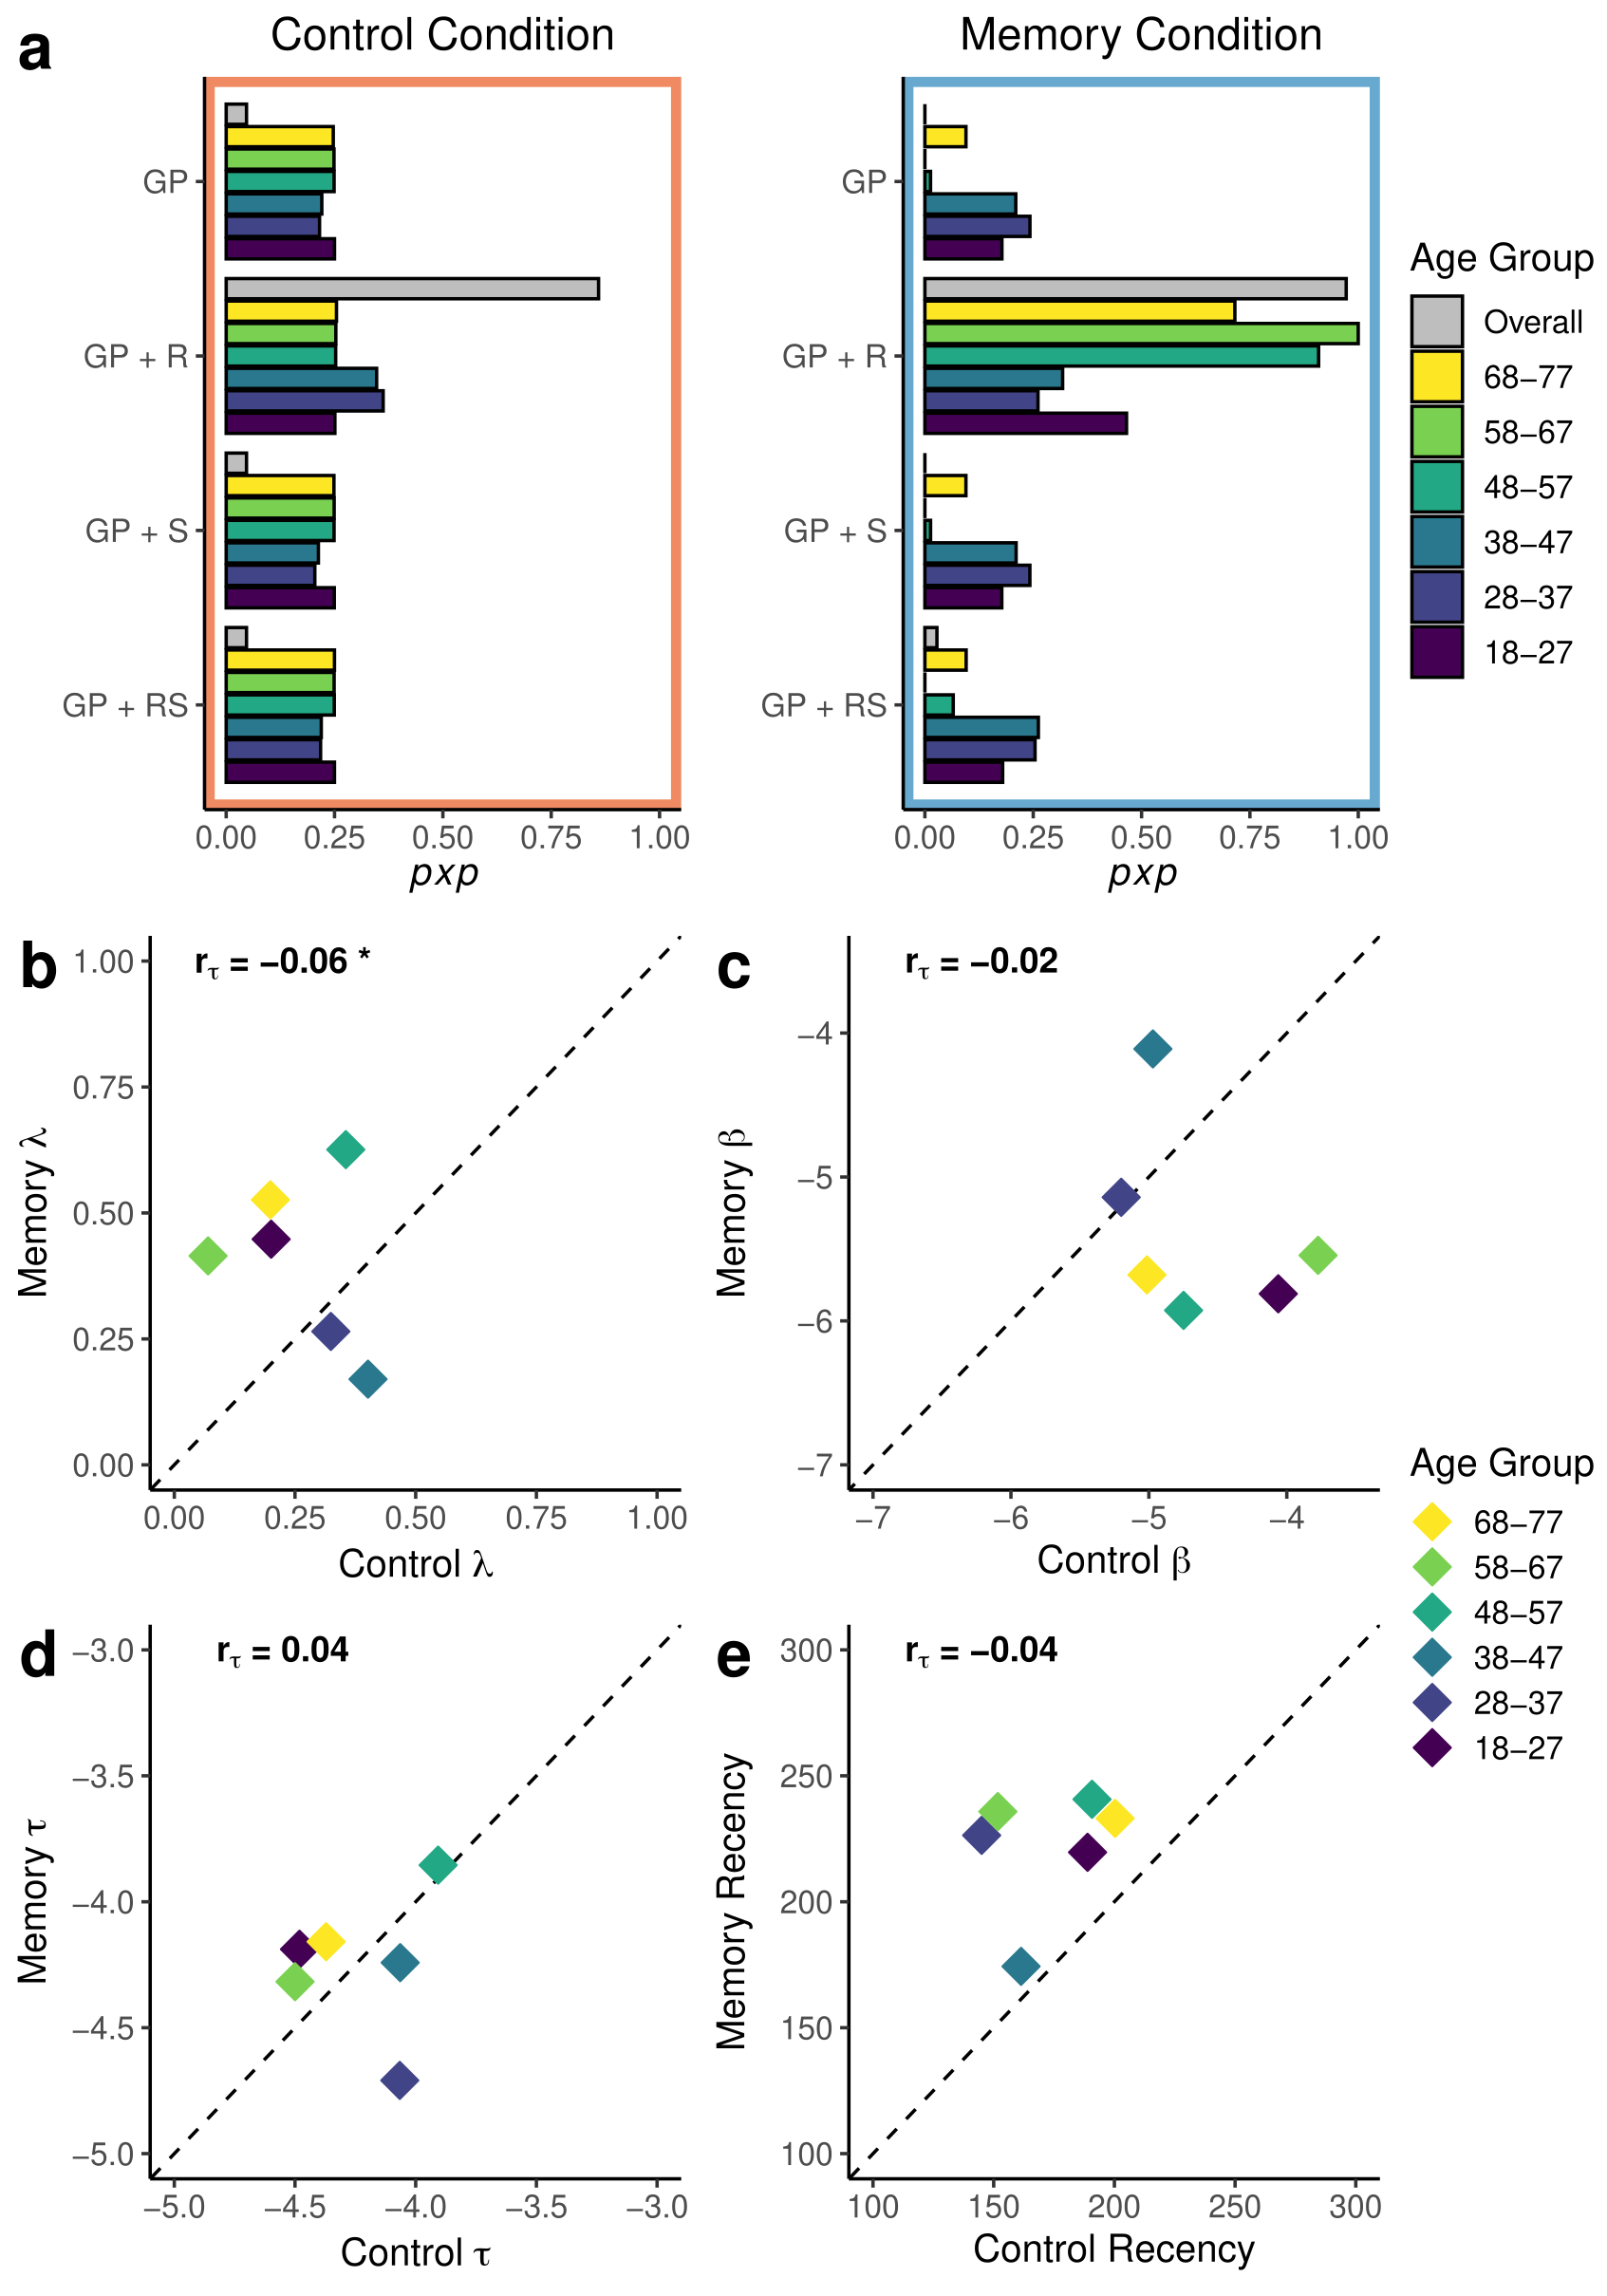 a
Control Condition
Memory Condition
GP
GP + R
GP + S
GP + RS
0.00 0.25 0.50 0.75 1.00
pxp
GP
GP + R
GP + S
GP + RS
0.00 0.25 0.50 0.75 1.00
pxp
Age Group
Overall
68−77
58−67
48−57
38−47
28−37
18−27
b
rτ = −0.06 *
1.00
0.75
0.50
0.25
0.00
Memory λ
0.00 0.25 0.50 0.75 1.00
Control λ
c
rτ = −0.02
−4
−5
−6
−7
Memory β
−7 −6 −5 −4
Control β
Age Group
68−77
58−67
48−57
38−47
28−37
18−27
d
rτ = 0.04
−3.0
−3.5
−4.0
−4.5
−5.0
Memory τ
−5.0 −4.5 −4.0 −3.5 −3.0
Control τ
e
rτ = −0.04
300
250
200
150
100
Memory Recency
100 150 200 250 300
Control Recency